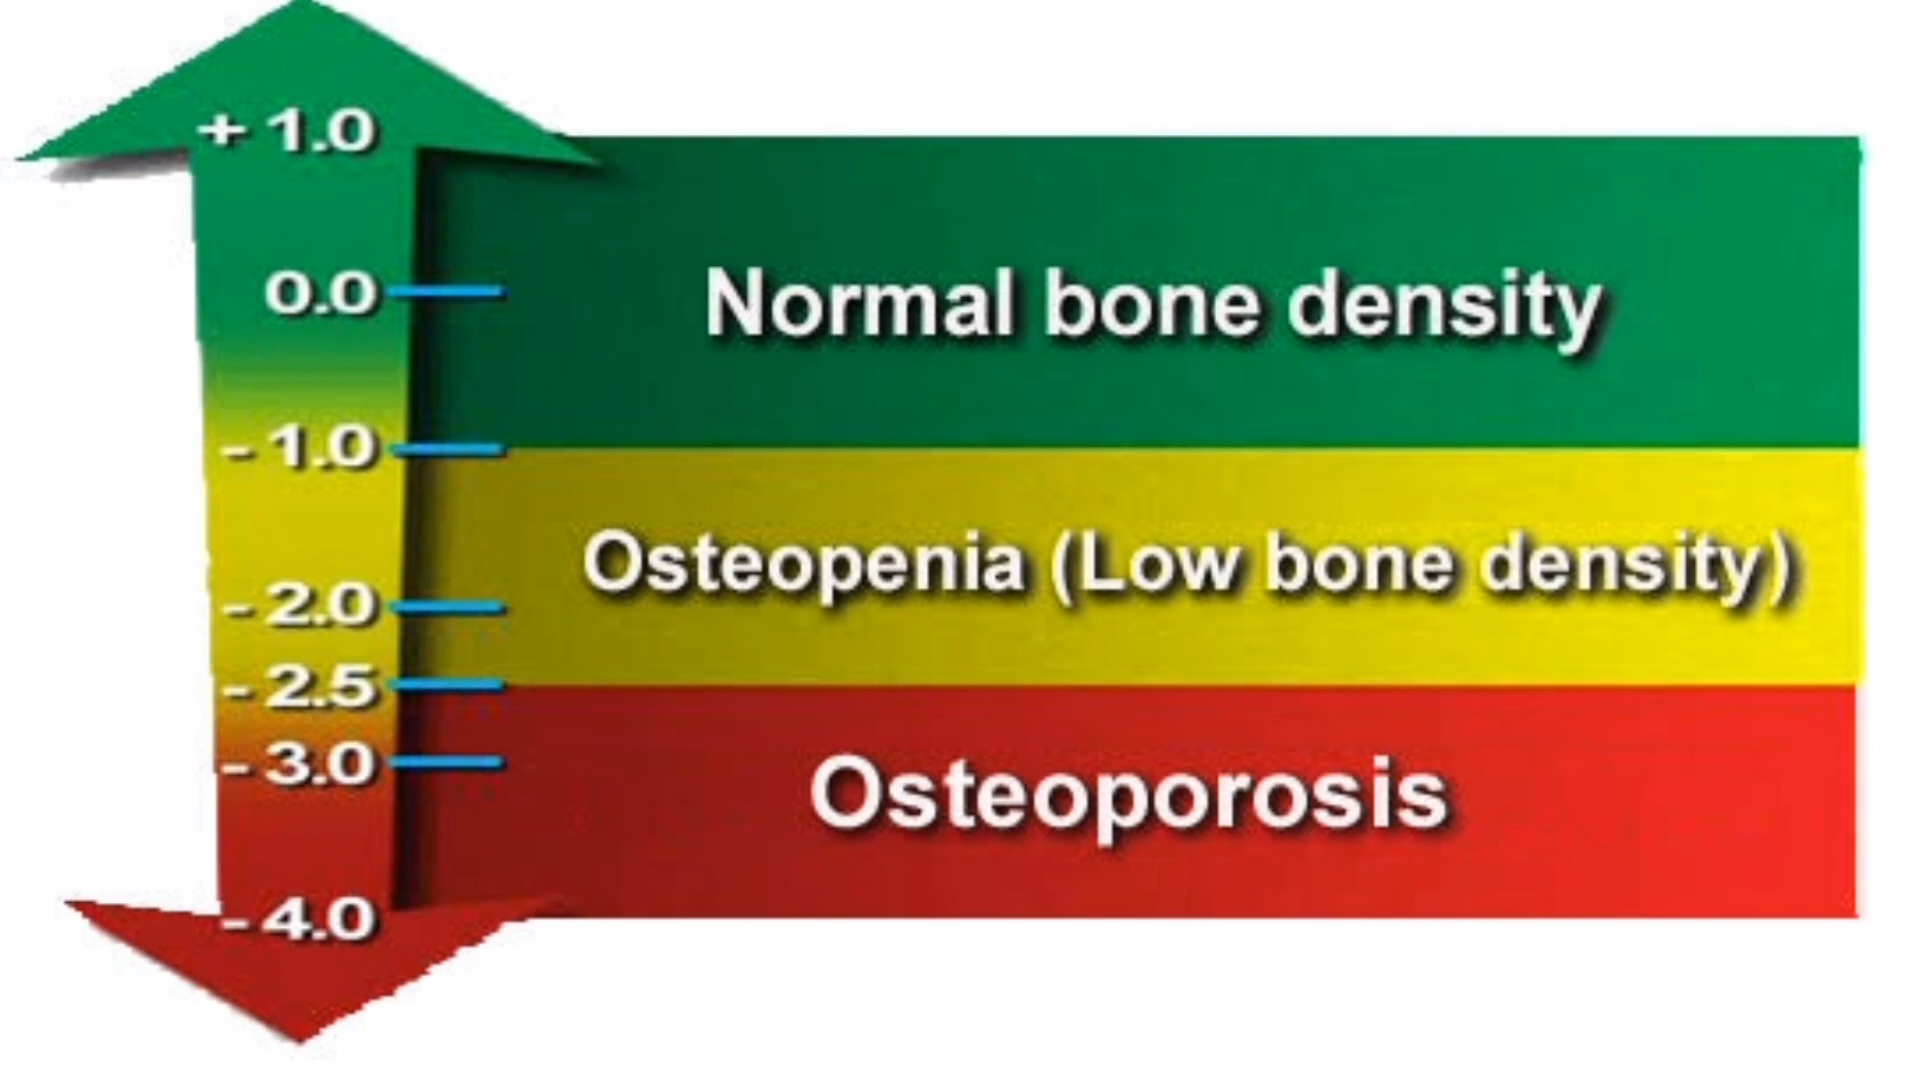 + 1.0
0.0
Normal bone density
- 1.0
Osteopenia (Low bone density)
- 2.0
- 2.5
- 3.0
Osteoporosis
- 4.0